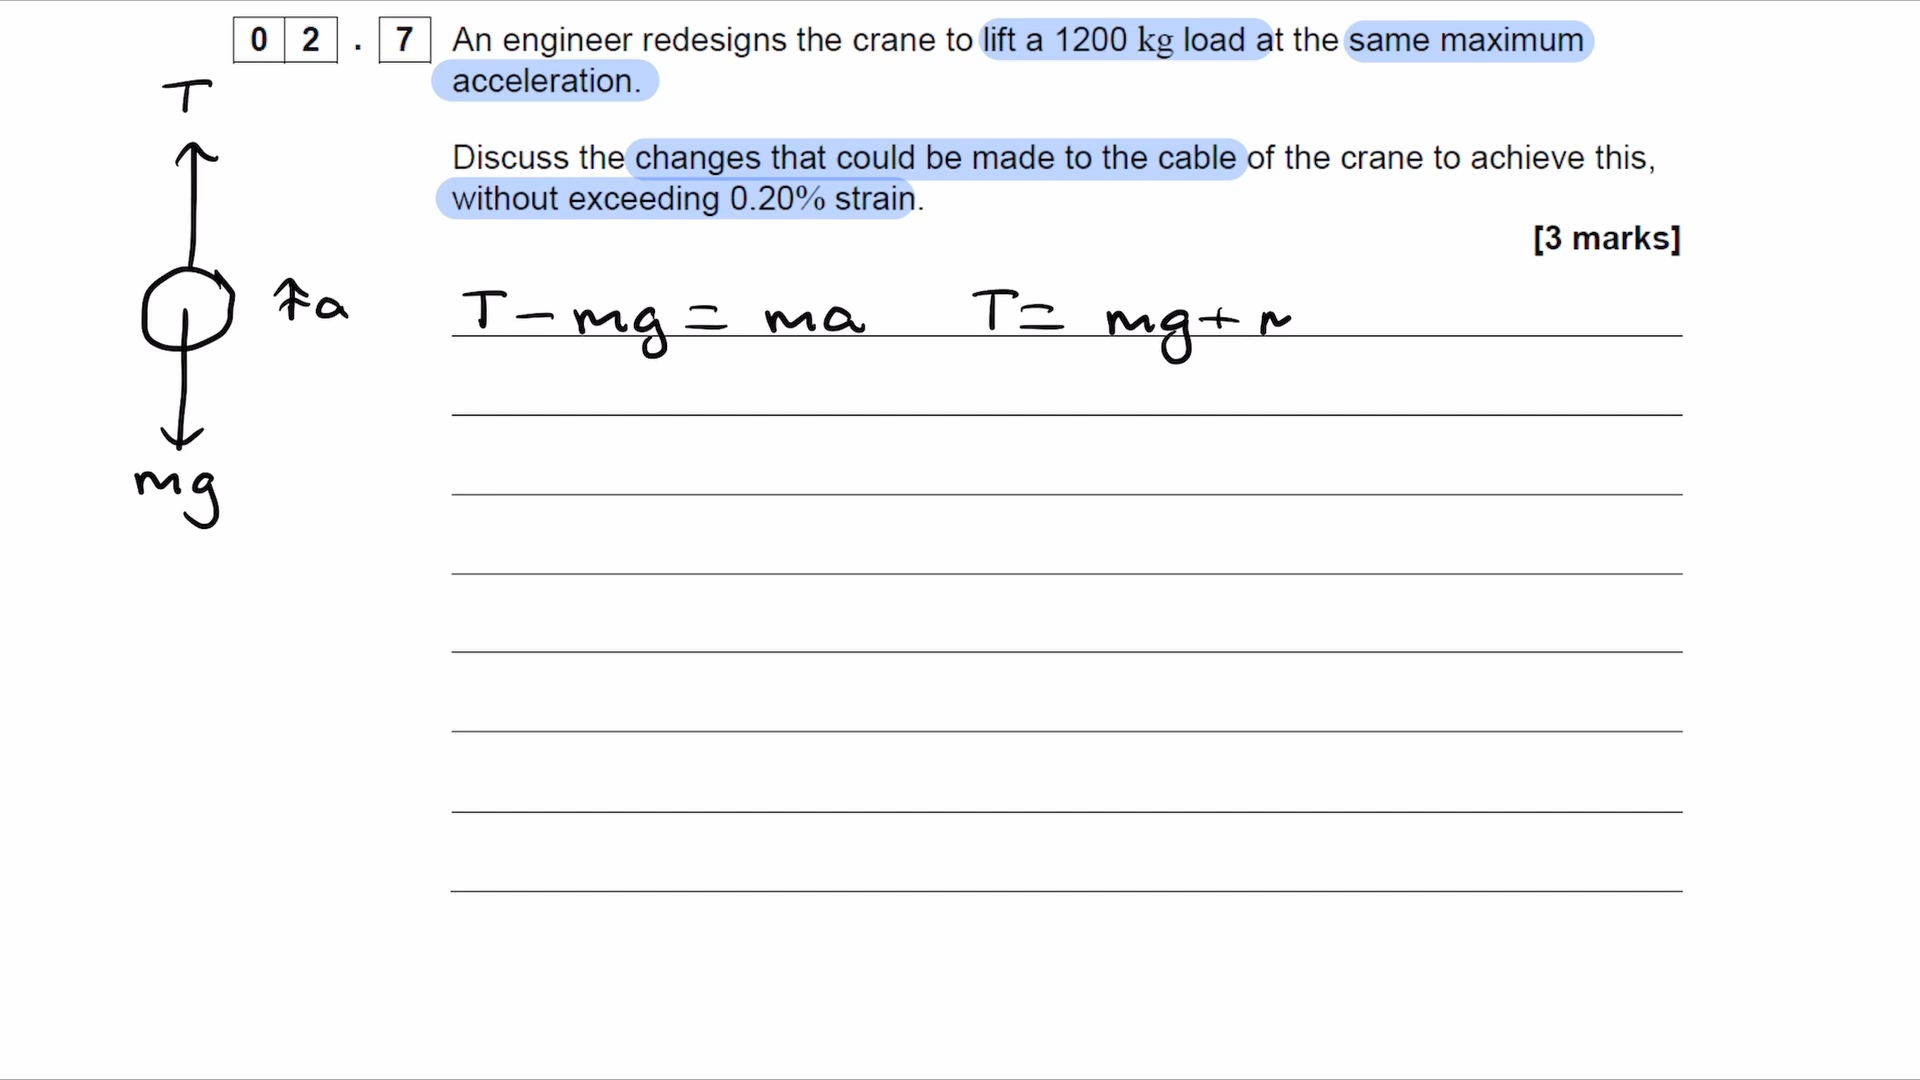 02.7 An engineer redesigns the crane to lift a 1200 kg load at the same maximum
acceleration.
T
Discuss the changes that could be made to the cable of the crane to achieve this,
without exceeding 0.20% strain.
[3 marks]
↑a T - mg = ma T = mg + m
mg